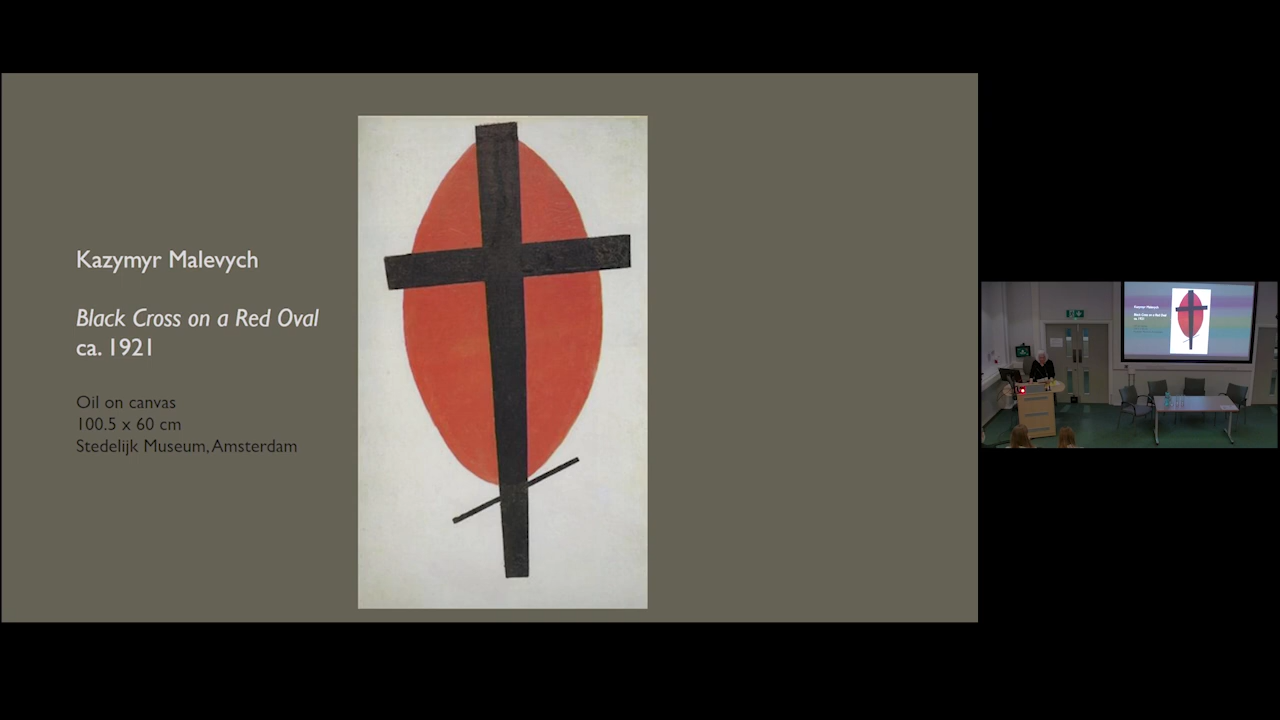 Kazymyr Malevych
Black Cross on a Red Oval
ca. 1921
Oil on canvas
100.5 x 60 cm
Stedelijk Museum, Amsterdam